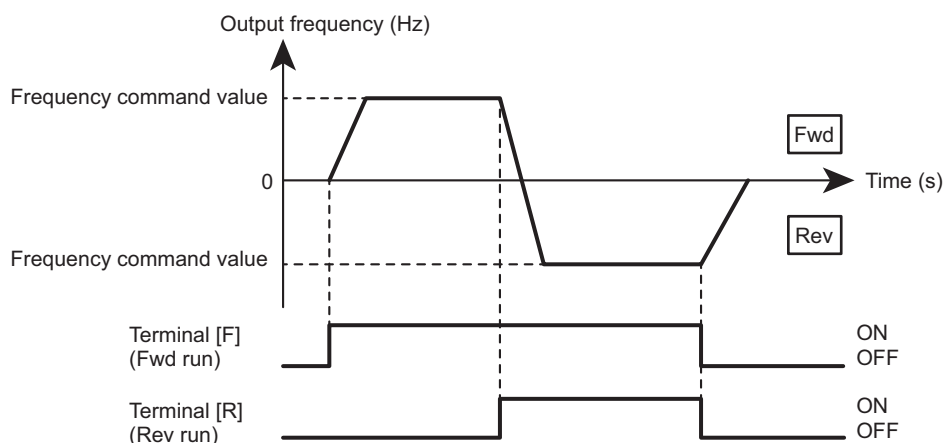 Output frequency (Hz)
Frequency command value
Fwd
0
Time (s)
Rev
Frequency command value
Terminal [F]
(Fwd run)
ON
OFF
Terminal [R]
(Rev run)
ON
OFF